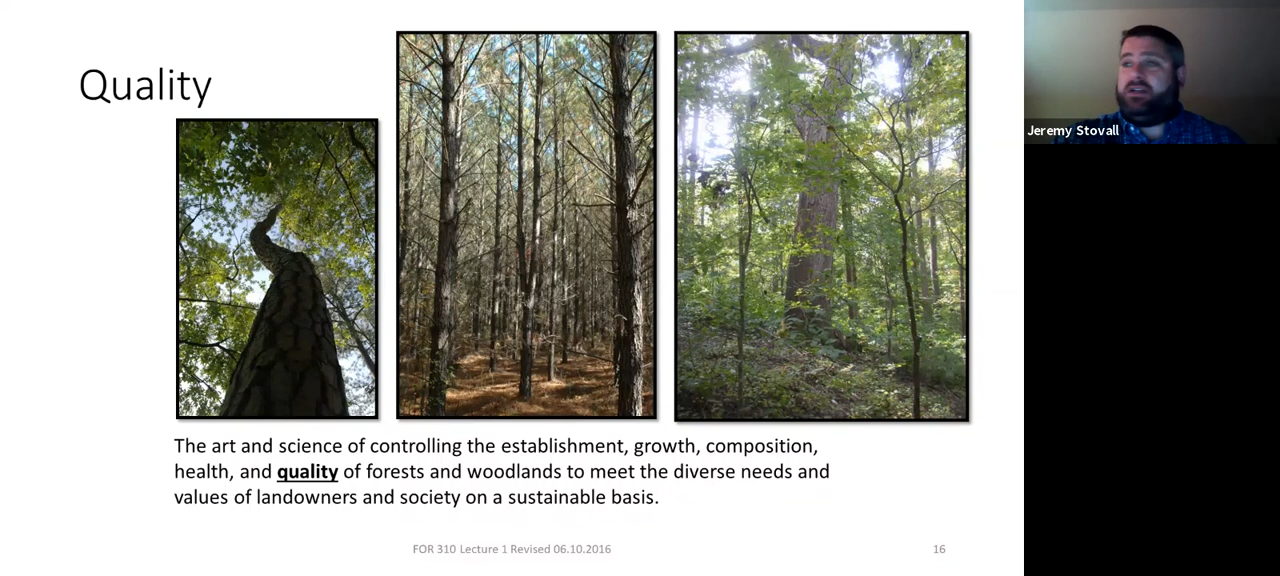 Quality
Jeremy Stovall
The art and science of controlling the establishment, growth, composition,
health, and quality of forests and woodlands to meet the diverse needs and
values of landowners and society on a sustainable basis.
FOR 310 Lecture 1 Revised 06.10.2016
16